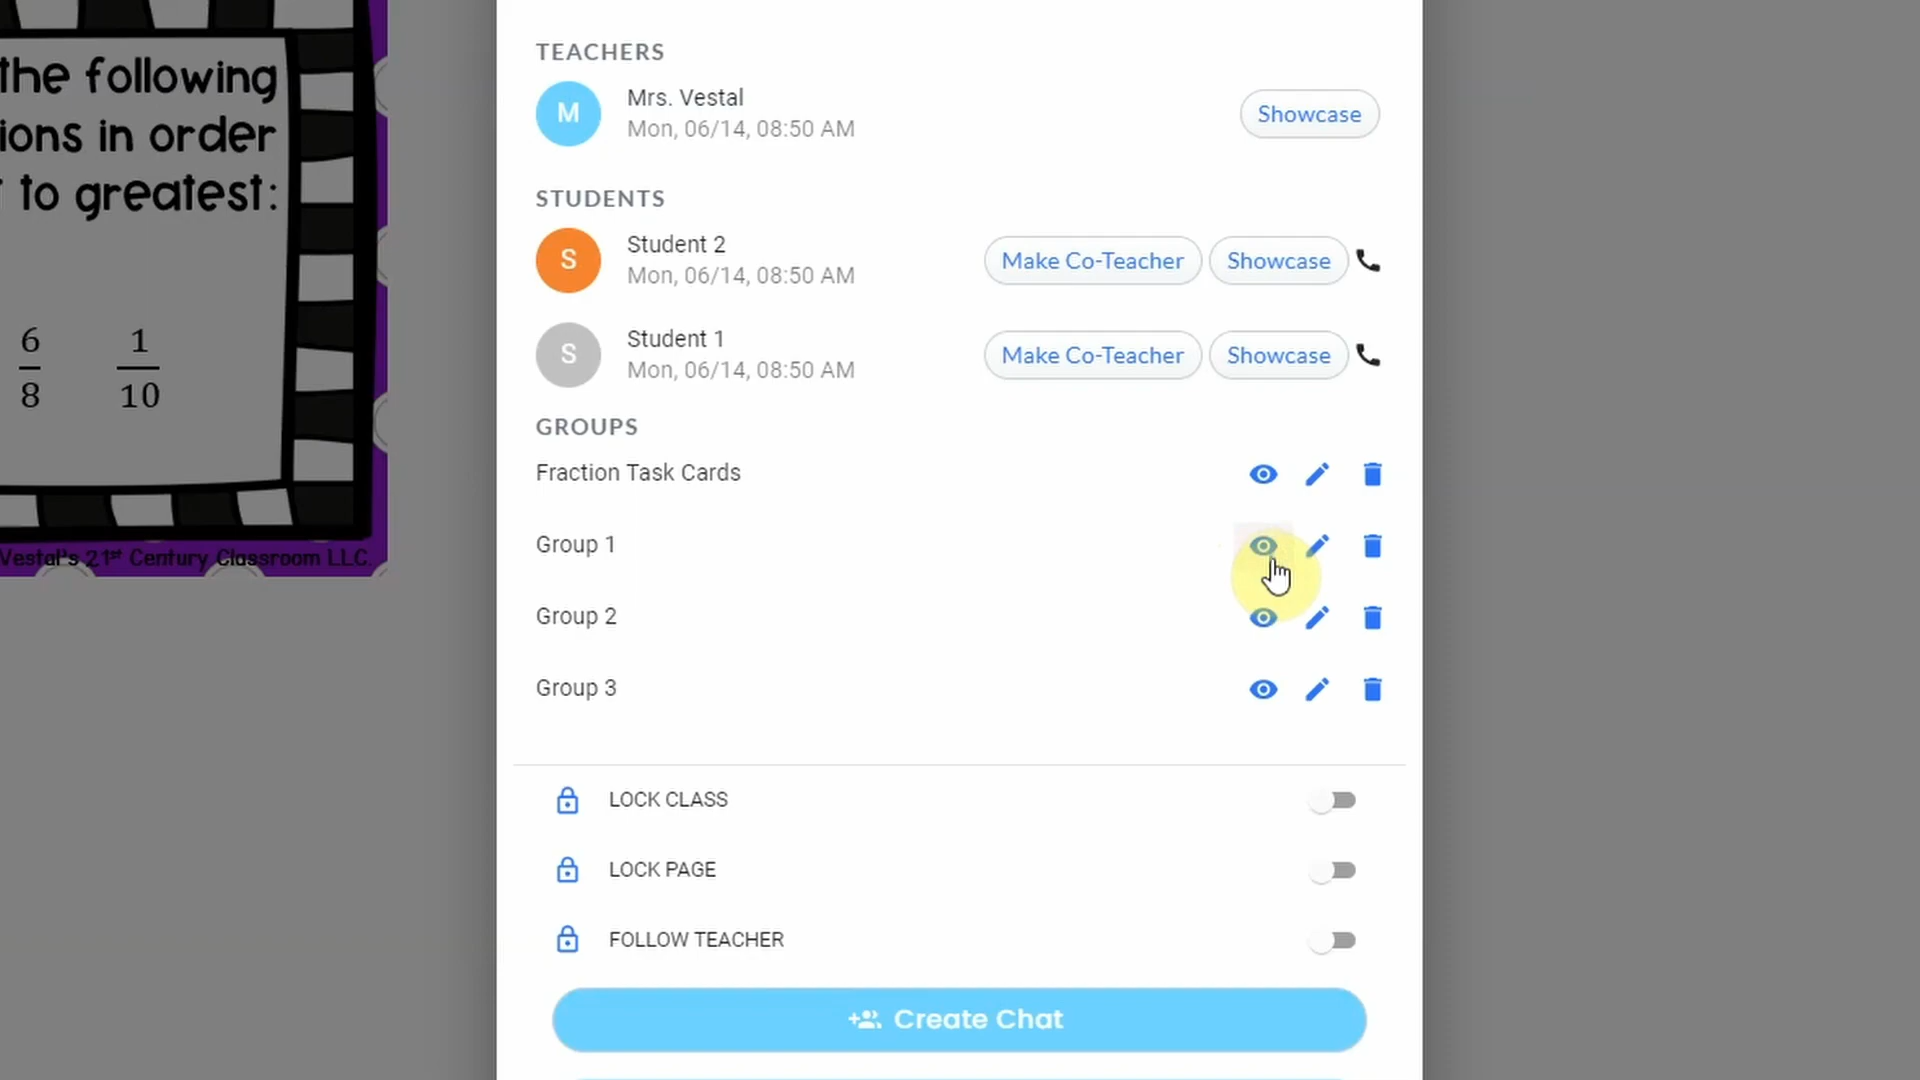 the following
ions in order
to greatest:
6
8
1
10
Vestal's 21st Century Classroom LLC.
TEACHERS
M
Mrs. Vestal
Mon, 06/14, 08:50 AM
Showcase
STUDENTS
S
Student 2
Mon, 06/14, 08:50 AM
Make Co-Teacher
Showcase
S
Student 1
Mon, 06/14, 08:50 AM
Make Co-Teacher
Showcase
GROUPS
Fraction Task Cards
Group 1
Group 2
Group 3
LOCK CLASS
LOCK PAGE
FOLLOW TEACHER
Create Chat